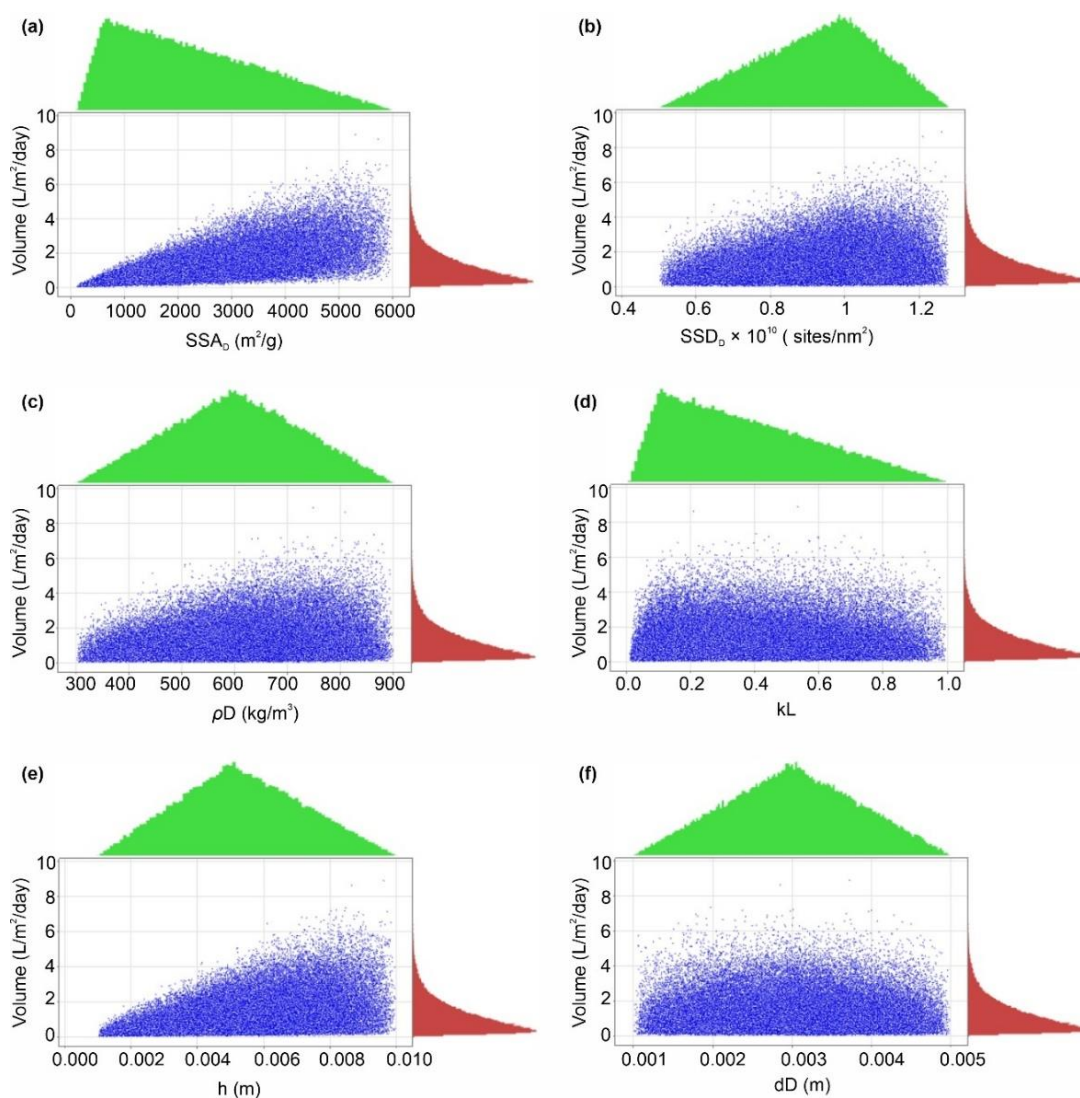 (a)
10
8
6
4
2
0
Volume (L/m²/day)
0 1000 2000 3000 4000 5000 6000
SSA_D (m²/g)
(b)
10
8
6
4
2
0
Volume (L/m²/day)
0.4 0.6 0.8 1 1.2
SSD_D × 10¹⁰ ( sites/nm²)
(c)
10
8
6
4
2
0
Volume (L/m²/day)
300 400 500 600 700 800 900
ρD (kg/m³)
(d)
10
8
6
4
2
0
Volume (L/m²/day)
0.0 0.2 0.4 0.6 0.8 1.0
kL
(e)
10
8
6
4
2
0
Volume (L/m²/day)
0.000 0.002 0.004 0.006 0.008 0.010
h (m)
(f)
10
8
6
4
2
0
Volume (L/m²/day)
0.001 0.002 0.003 0.004 0.005
dD (m)